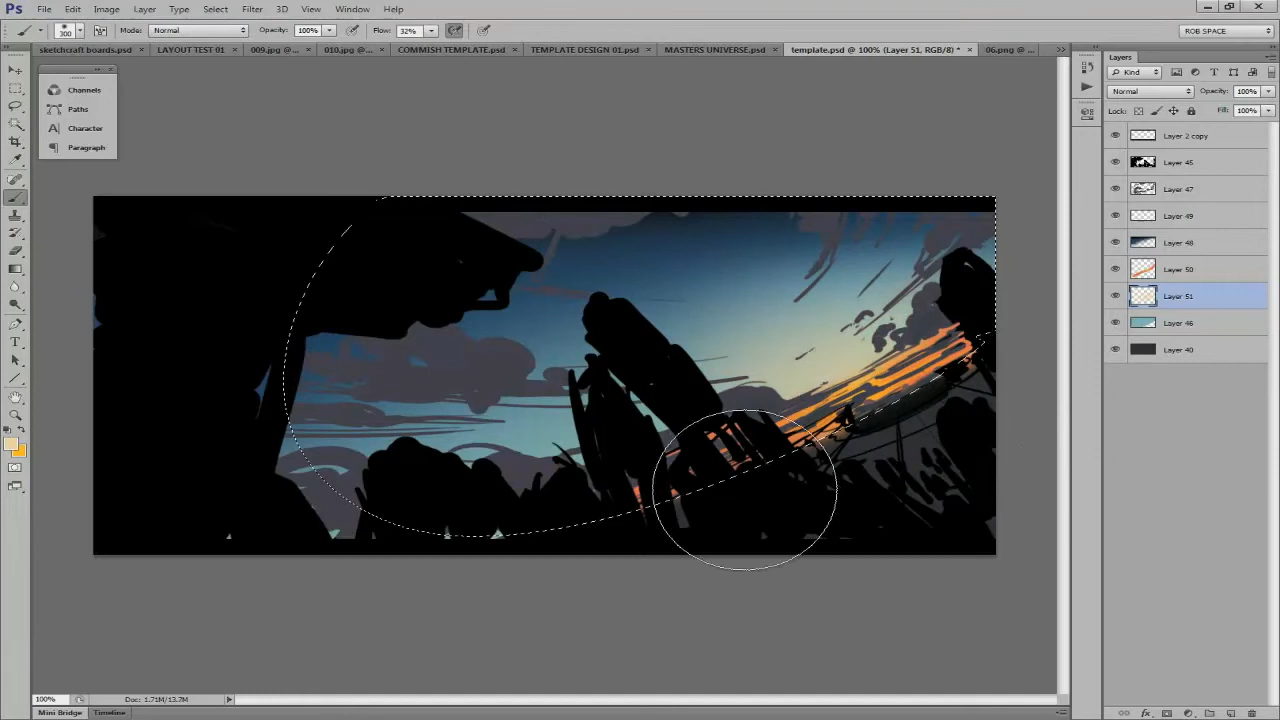 Ps File Edit Image Layer Type Select Filter 3D View Window Help
300 Mode: Normal Opacity: 100% Flow: 32% ROB SPACE
sketchcraft boards.psd × LAYOUT TEST 01 × 009.jpg @... × 010.jpg @... × COMMISH TEMPLATE.psd × TEMPLATE DESIGN 01.psd × MASTERS UNIVERSE.psd × template.psd @ 100% (Layer 51, RGB/8) * × 06.png @ ...
Channels
Paths
Character
Paragraph
Layers
Kind
Normal Opacity: 100%
Lock: Fill: 100%
Layer 2 copy
Layer 45
Layer 47
Layer 49
Layer 48
Layer 50
Layer 51
Layer 46
Layer 40
100% Doc: 1.71M/13.7M
Mini Bridge Timeline